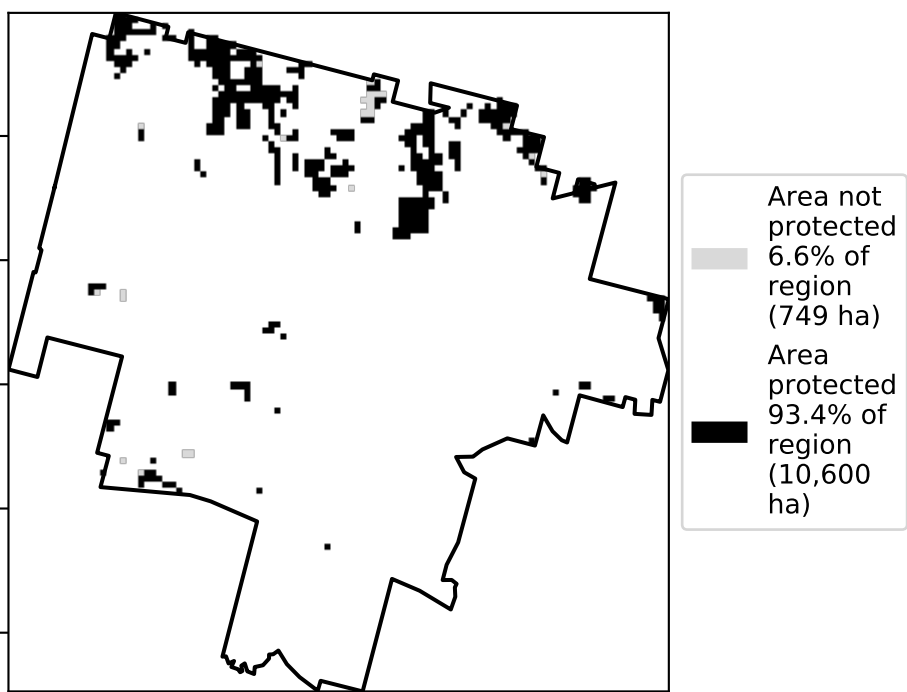 Area not
protected
6.6% of
region
(749 ha)
Area
protected
93.4% of
region
(10,600
ha)